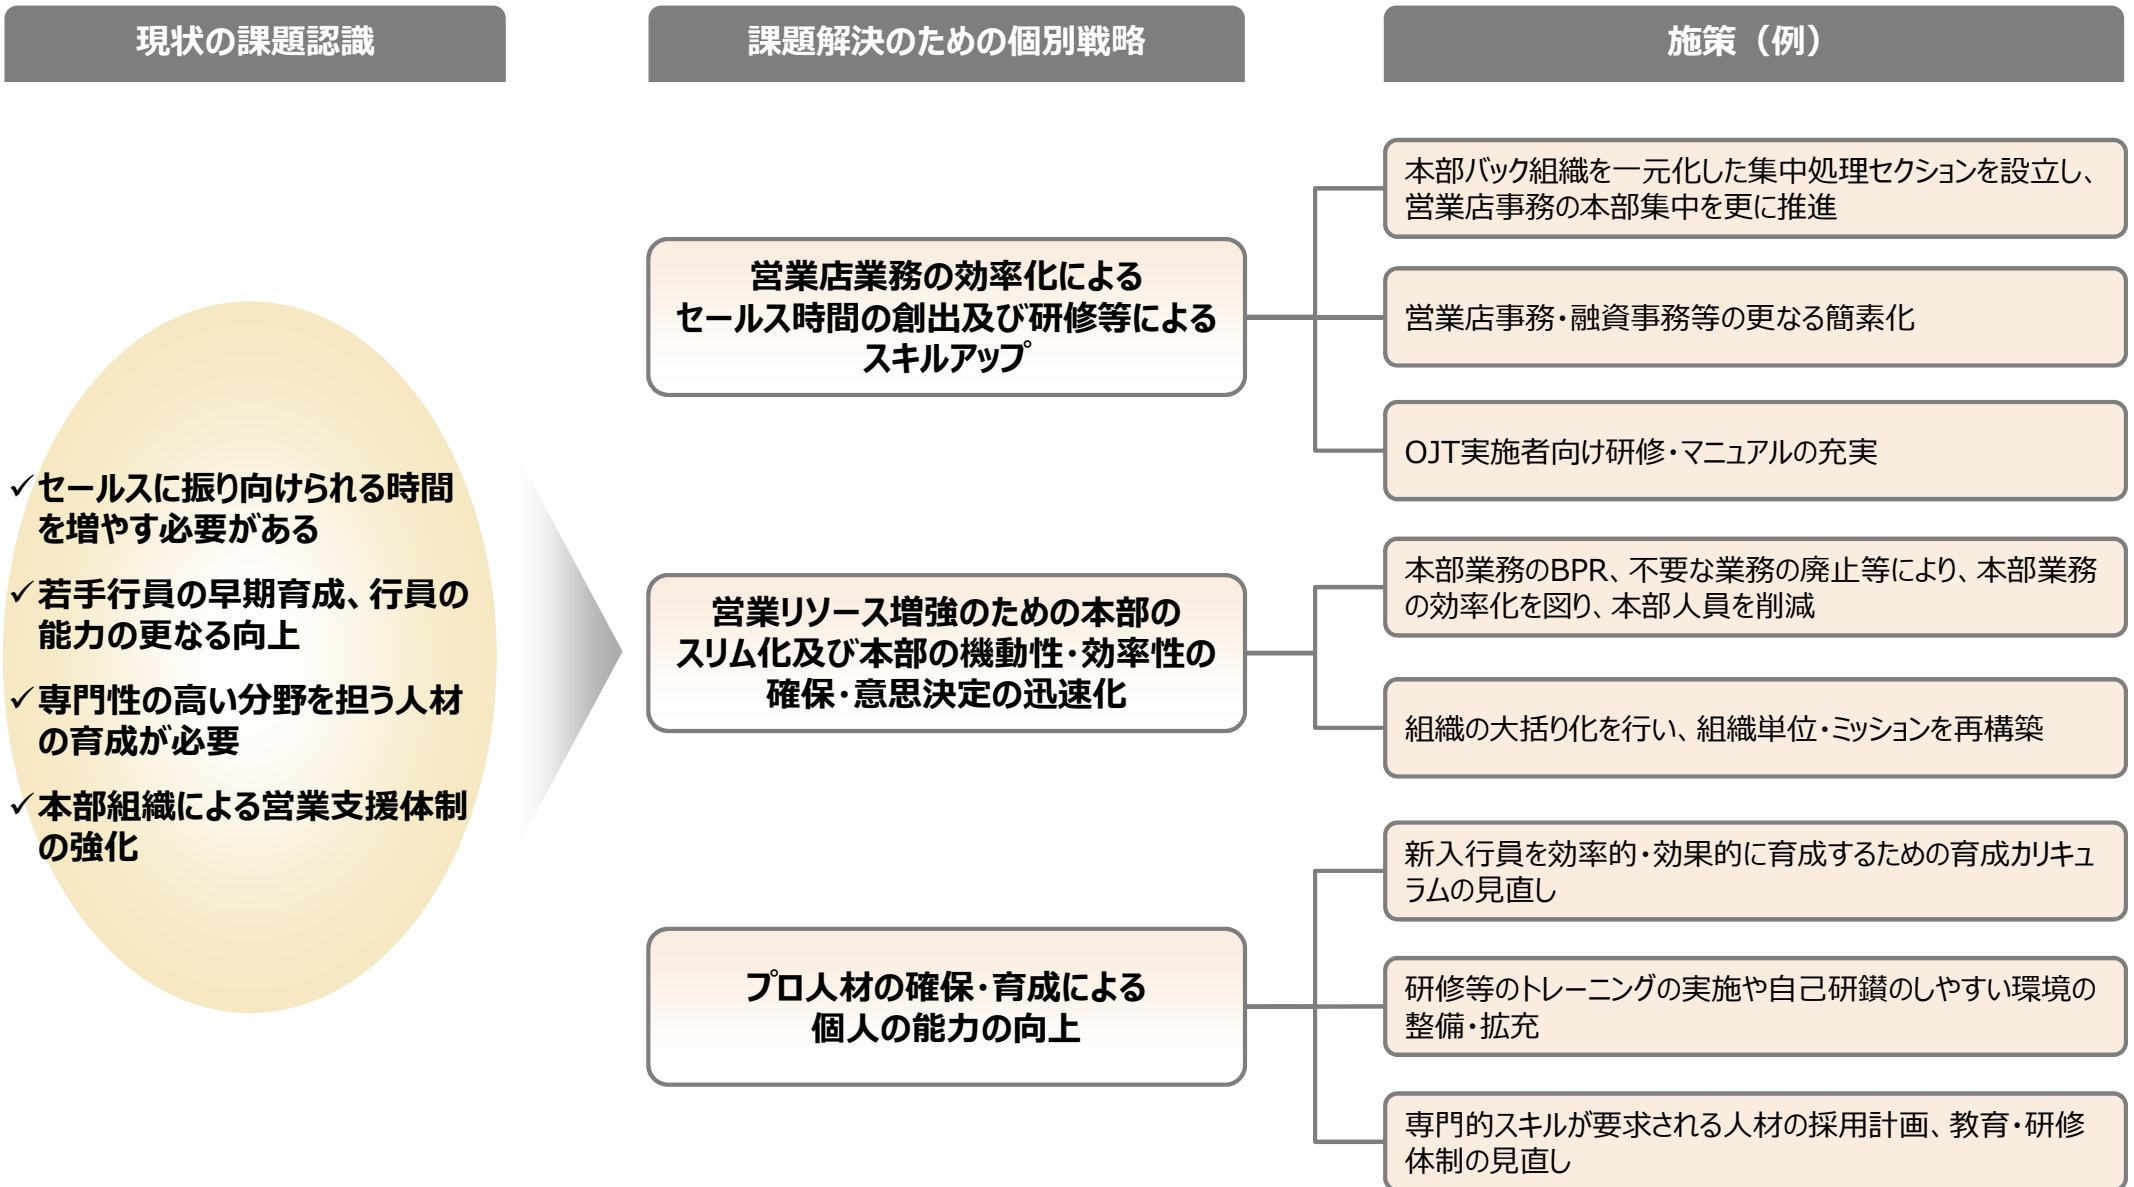 現状の課題認識
課題解決のための個別戦略
施策（例）
✓セールスに振り向けられる時間
を増やす必要がある
✓若手行員の早期育成、行員の
能力の更なる向上
✓専門性の高い分野を担う人材
の育成が必要
✓本部組織による営業支援体制
の強化
営業店業務の効率化による
セールス時間の創出及び研修等による
スキルアップ
本部バック組織を一元化した集中処理セクションを設立し、
営業店事務の本部集中を更に推進
営業店事務・融資事務等の更なる簡素化
OJT実施者向け研修・マニュアルの充実
営業リソース増強のための本部の
スリム化及び本部の機動性・効率性の
確保・意思決定の迅速化
本部業務のBPR、不要な業務の廃止等により、本部業務
の効率化を図り、本部人員を削減
組織の大括り化を行い、組織単位・ミッションを再構築
プロ人材の確保・育成による
個人の能力の向上
新入行員を効率的・効果的に育成するための育成カリキュ
ラムの見直し
研修等のトレーニングの実施や自己研鑚のしやすい環境の
整備・拡充
専門的スキルが要求される人材の採用計画、教育・研修
体制の見直し